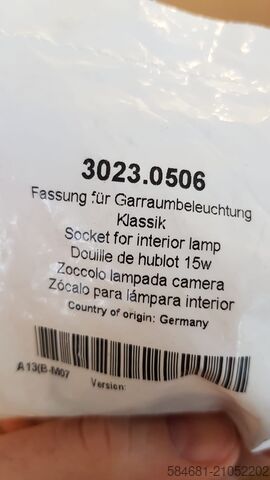 3023.0506
Fassung für Garraumbeleuchtung
Klassik
Socket for interior lamp
Douille de hublot 15w
Zoccolo lampada camera
Zócalo para lámpara interior
Country of origin: Germany
A13(B-M07 Version:
584681-21052202